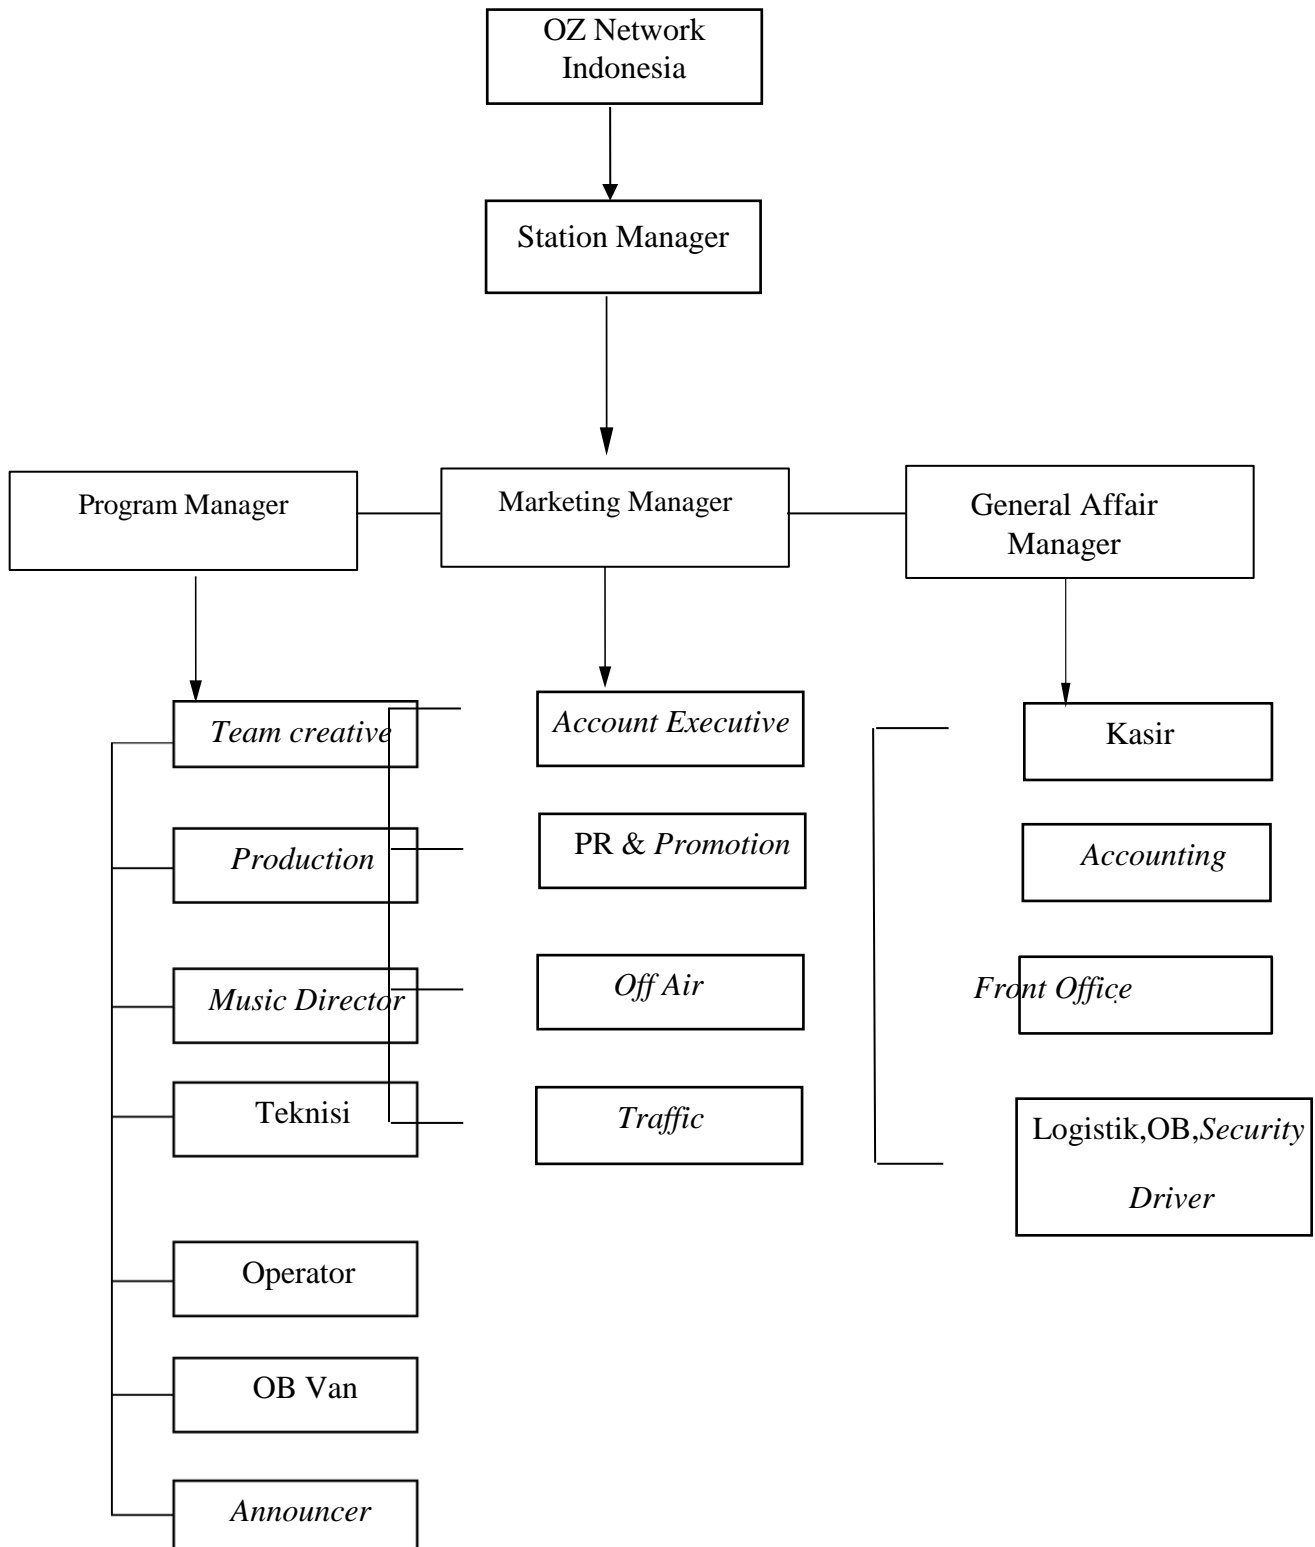 OZ Network
Indonesia
Station Manager
Program Manager
Marketing Manager
General Affair
Manager
Team creative
Account Executive
Kasir
Production
PR & Promotion
Accounting
Music Director
Off Air
Front Office
Teknisi
Traffic
Logistik,OB,Security
Driver
Operator
OB Van
Announcer